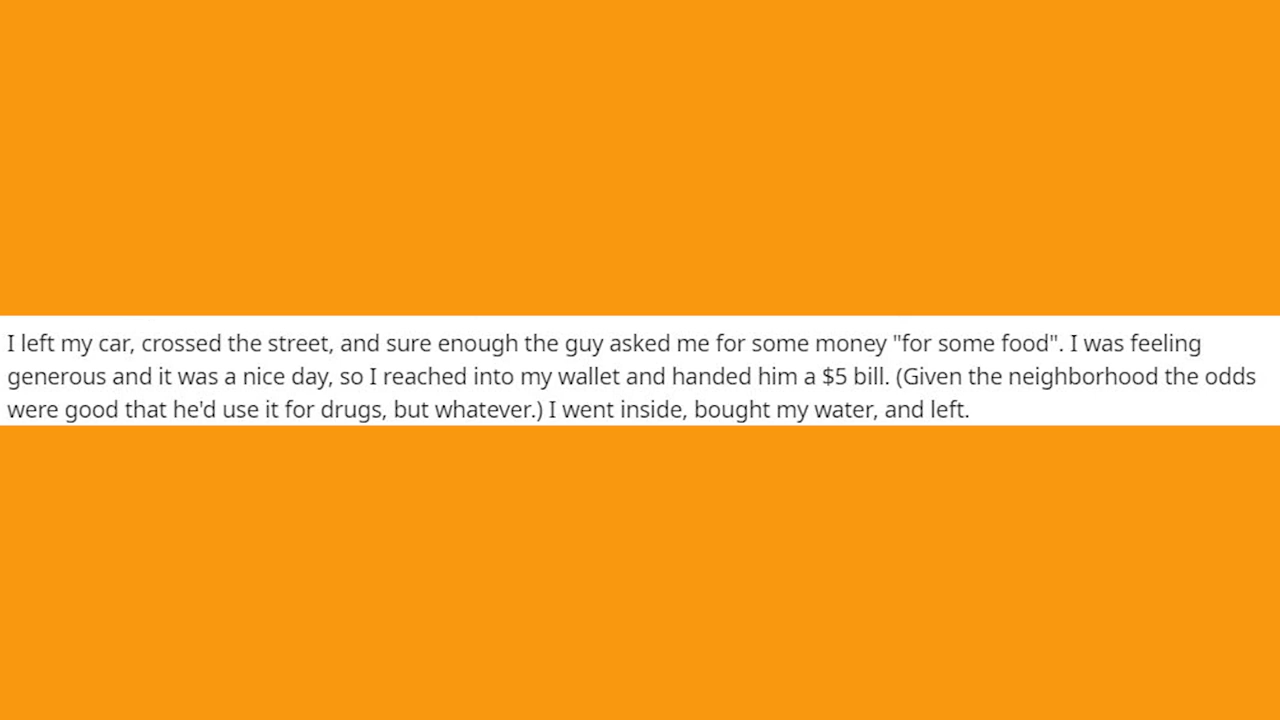 I left my car, crossed the street, and sure enough the guy asked me for some money "for some food". I was feeling
generous and it was a nice day, so I reached into my wallet and handed him a $5 bill. (Given the neighborhood the odds
were good that he'd use it for drugs, but whatever.) I went inside, bought my water, and left.